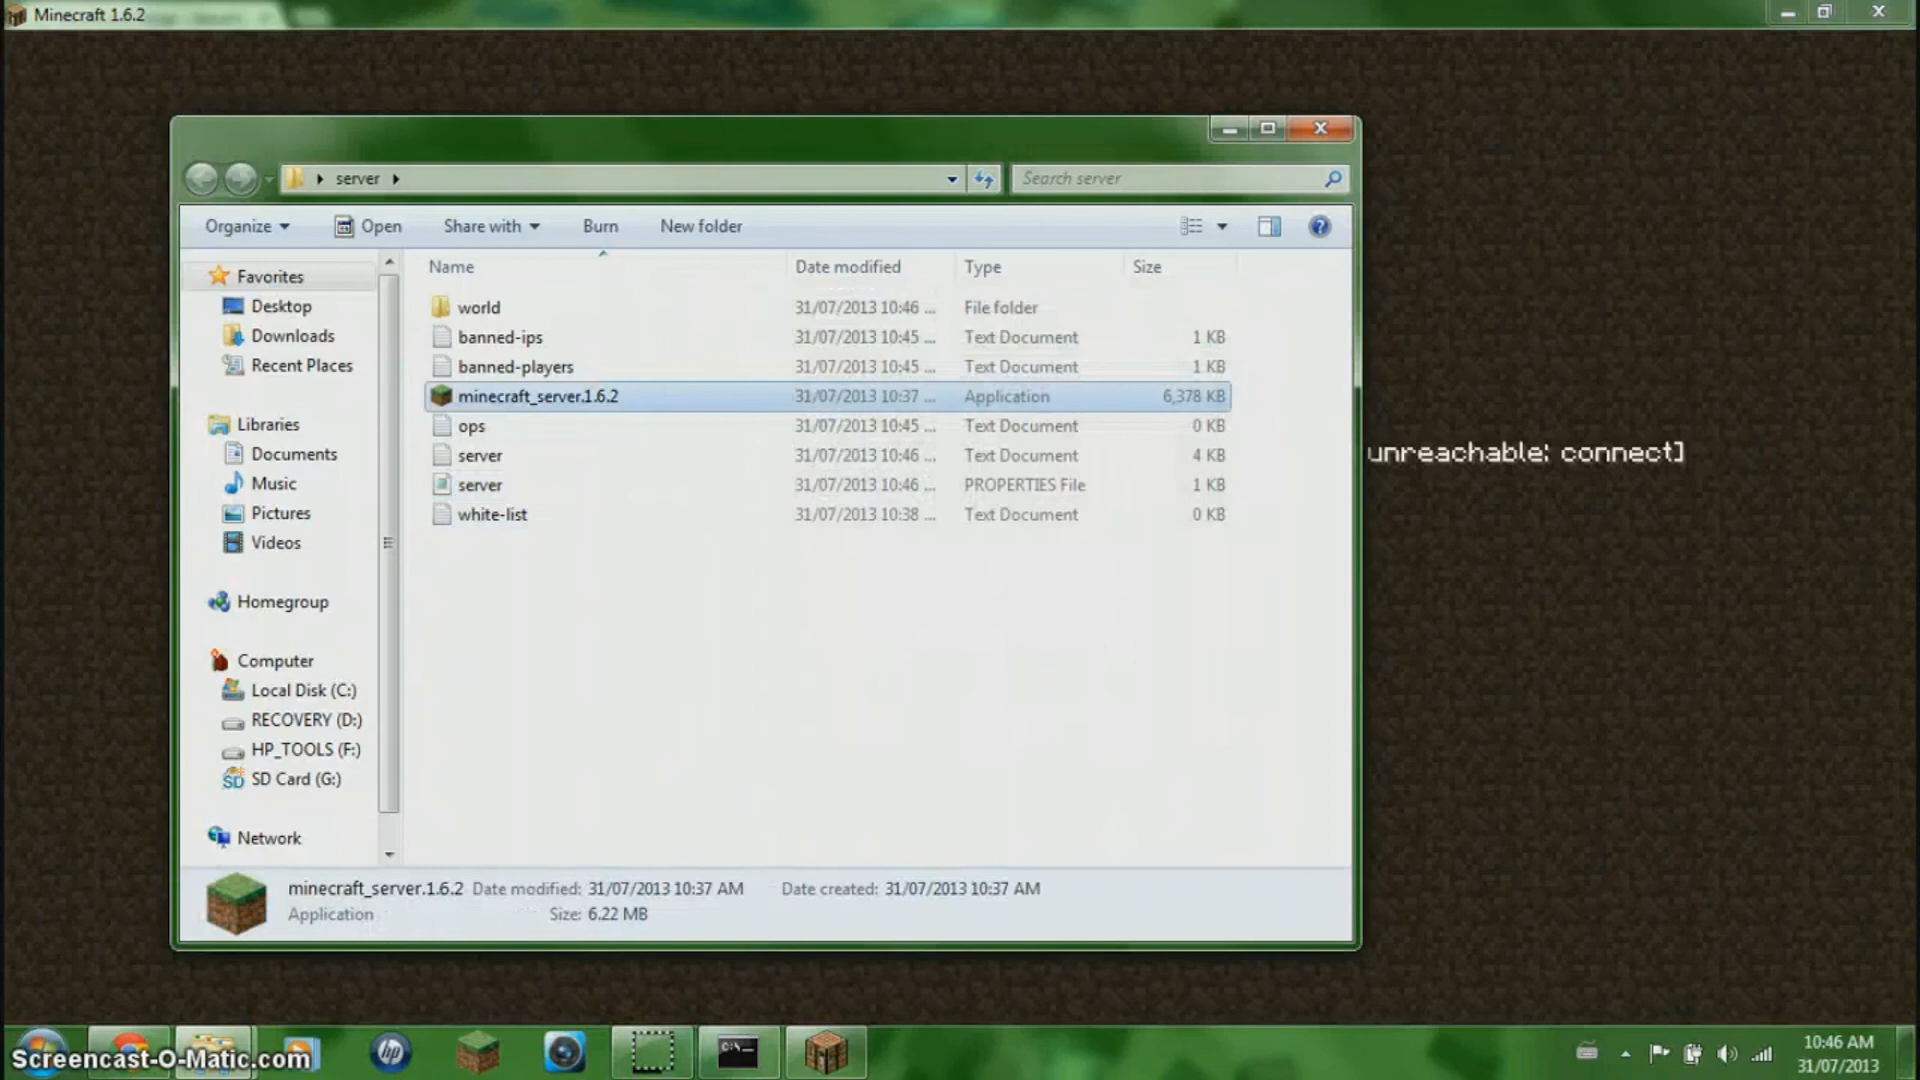 Minecraft 1.6.2
server
Search server
Organize Open Share with Burn New folder
Name Date modified Type Size
Favorites
Desktop
Downloads
Recent Places
Libraries
Documents
Music
Pictures
Videos
Homegroup
Computer
Local Disk (C:)
RECOVERY (D:)
HP_TOOLS (F:)
SD Card (G:)
Network
world 31/07/2013 10:46 ... File folder
banned-ips 31/07/2013 10:45 ... Text Document 1 KB
banned-players 31/07/2013 10:45 ... Text Document 1 KB
minecraft_server.1.6.2 31/07/2013 10:37 ... Application 6,378 KB
ops 31/07/2013 10:45 ... Text Document 0 KB
server 31/07/2013 10:46 ... Text Document 4 KB
server 31/07/2013 10:46 ... PROPERTIES File 1 KB
white-list 31/07/2013 10:38 ... Text Document 0 KB
unreachable: connect]
minecraft_server.1.6.2 Date modified: 31/07/2013 10:37 AM Date created: 31/07/2013 10:37 AM
Application Size: 6.22 MB
Screencast-O-Matic.com
hp
C:\
10:46 AM
31/07/2013